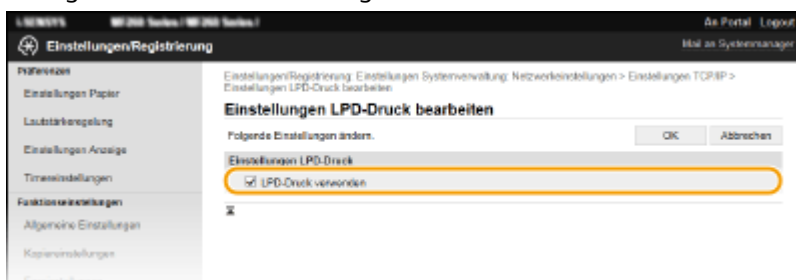 An Portal Logout
Einstellungen/Registrierung
Mail an Systemmanager
Präferenzen
Einstellungen Papier
Lautstärkeregelung
Einstellungen Anzeige
Timereinstellungen
Funktionseinstellungen
Allgemeine Einstellungen
Kopiereinstellungen
Einstellungen/Registrierung: Einstellungen Systemverwaltung: Netzwerkeinstellungen > Einstellungen TCP/IP >
Einstellungen LPD-Druck bearbeiten
Einstellungen LPD-Druck bearbeiten
Folgende Einstellungen ändern.
OK
Abbrechen
Einstellungen LPD-Druck
LPD-Druck verwenden